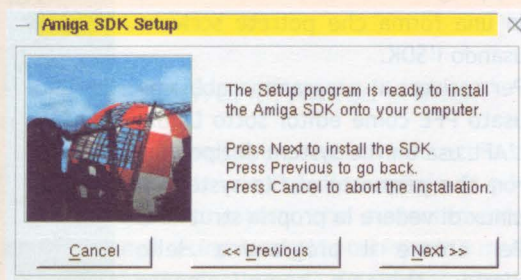 Amiga SDK Setup
The Setup program is ready to install
the Amiga SDK onto your computer.
Press Next to install the SDK.
Press Previous to go back.
Press Cancel to abort the installation.
Cancel
<< Previous
Next >>